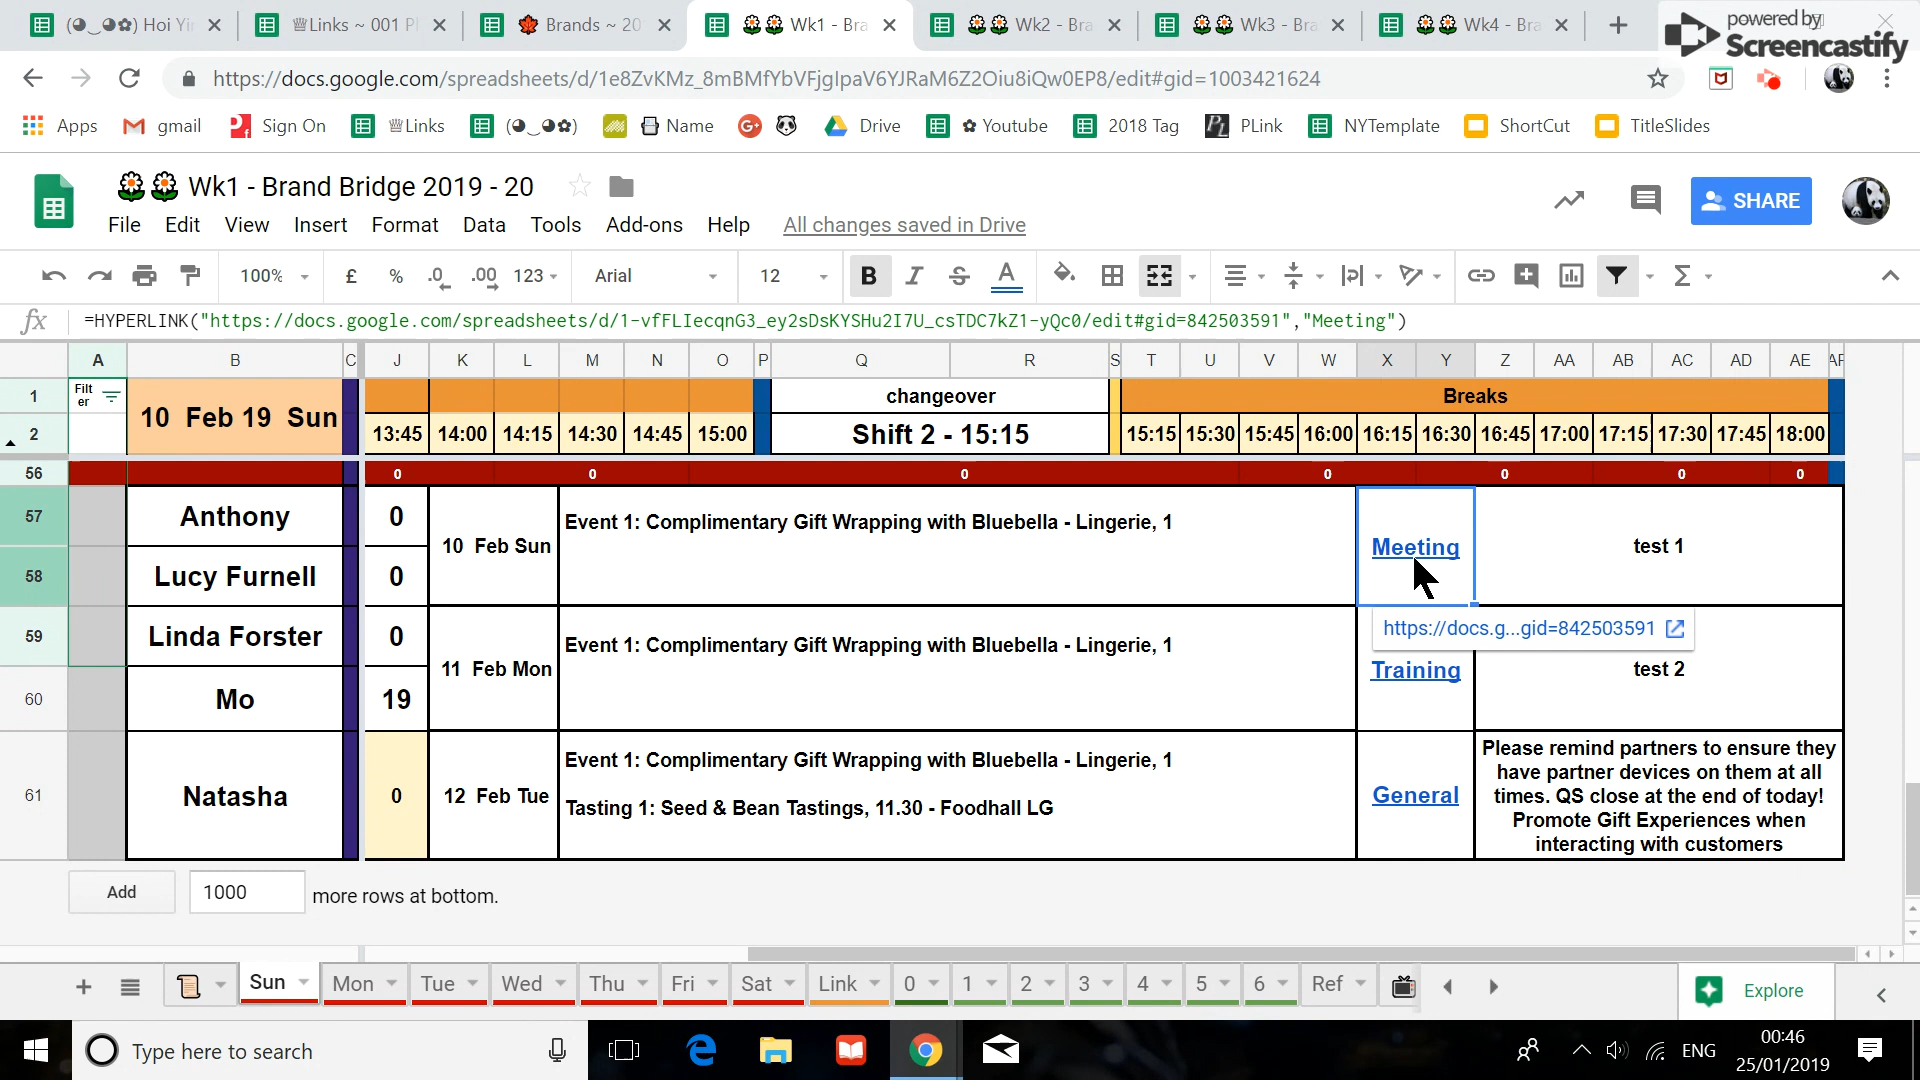 (◕‿◕✿) Hoi Yi
♕Links ~ 001 P
Brands ~ 20
Wk1 - Bra
Wk2 - Bra
Wk3 - Bra
Wk4 - Bra
powered by
Screencastify
https://docs.google.com/spreadsheets/d/1e8ZvKMz_8mBMfYbVFjgIpaV6YJRaM6Z2Oiu8iQw0EP8/edit#gid=1003421624
Apps gmail Sign On ♕Links (◕‿◕✿) Name Drive ✿ Youtube 2018 Tag PLink NYTemplate ShortCut TitleSlides
Wk1 - Brand Bridge 2019 - 20
File Edit View Insert Format Data Tools Add-ons Help All changes saved in Drive
SHARE
100% £ % .0 .00 123 Arial 12 B I S A Σ
fx =HYPERLINK("https://docs.google.com/spreadsheets/d/1-vfFLIecqnG3_ey2sDsKYSHu2I7U_csTDC7kZ1-yQc0/edit#gid=842503591","Meeting")
A B C J K L M N O P Q R S T U V W X Y Z AA AB AC AD AE AF
1 Filter 10 Feb 19 Sun changeover Breaks
2 13:45 14:00 14:15 14:30 14:45 15:00 Shift 2 - 15:15 15:15 15:30 15:45 16:00 16:15 16:30 16:45 17:00 17:15 17:30 17:45 18:00
56 0 0 0 0 0 0 0
57 Anthony 0 10 Feb Sun Event 1: Complimentary Gift Wrapping with Bluebella - Lingerie, 1 Meeting test 1
58 Lucy Furnell 0
59 Linda Forster 0 11 Feb Mon Event 1: Complimentary Gift Wrapping with Bluebella - Lingerie, 1 Training test 2
https://docs.g...gid=842503591
60 Mo 19
61 Natasha 0 12 Feb Tue Event 1: Complimentary Gift Wrapping with Bluebella - Lingerie, 1
Tasting 1: Seed & Bean Tastings, 11.30 - Foodhall LG
General
Please remind partners to ensure they
have partner devices on them at all
times. QS close at the end of today!
Promote Gift Experiences when
interacting with customers
Add 1000 more rows at bottom.
Sun Mon Tue Wed Thu Fri Sat Link 0 1 2 3 4 5 6 Ref Explore
Type here to search
ENG
00:46
25/01/2019